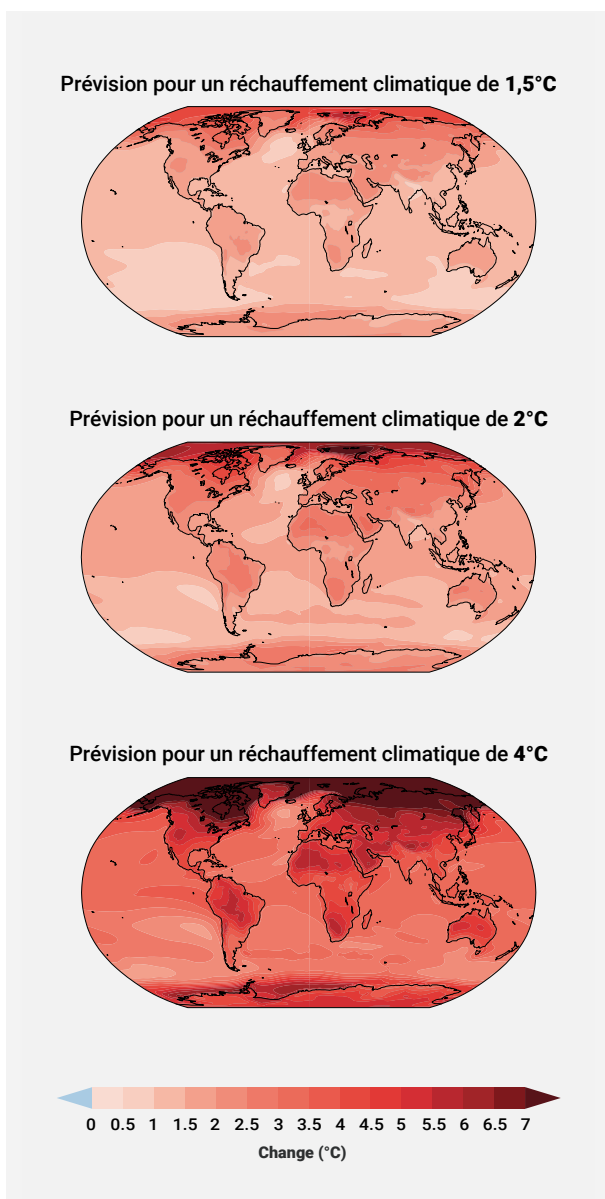 Prévision pour un réchauffement climatique de 1,5°C
Prévision pour un réchauffement climatique de 2°C
Prévision pour un réchauffement climatique de 4°C
0 0.5 1 1.5 2 2.5 3 3.5 4 4.5 5 5.5 6 6.5 7
Change (°C)